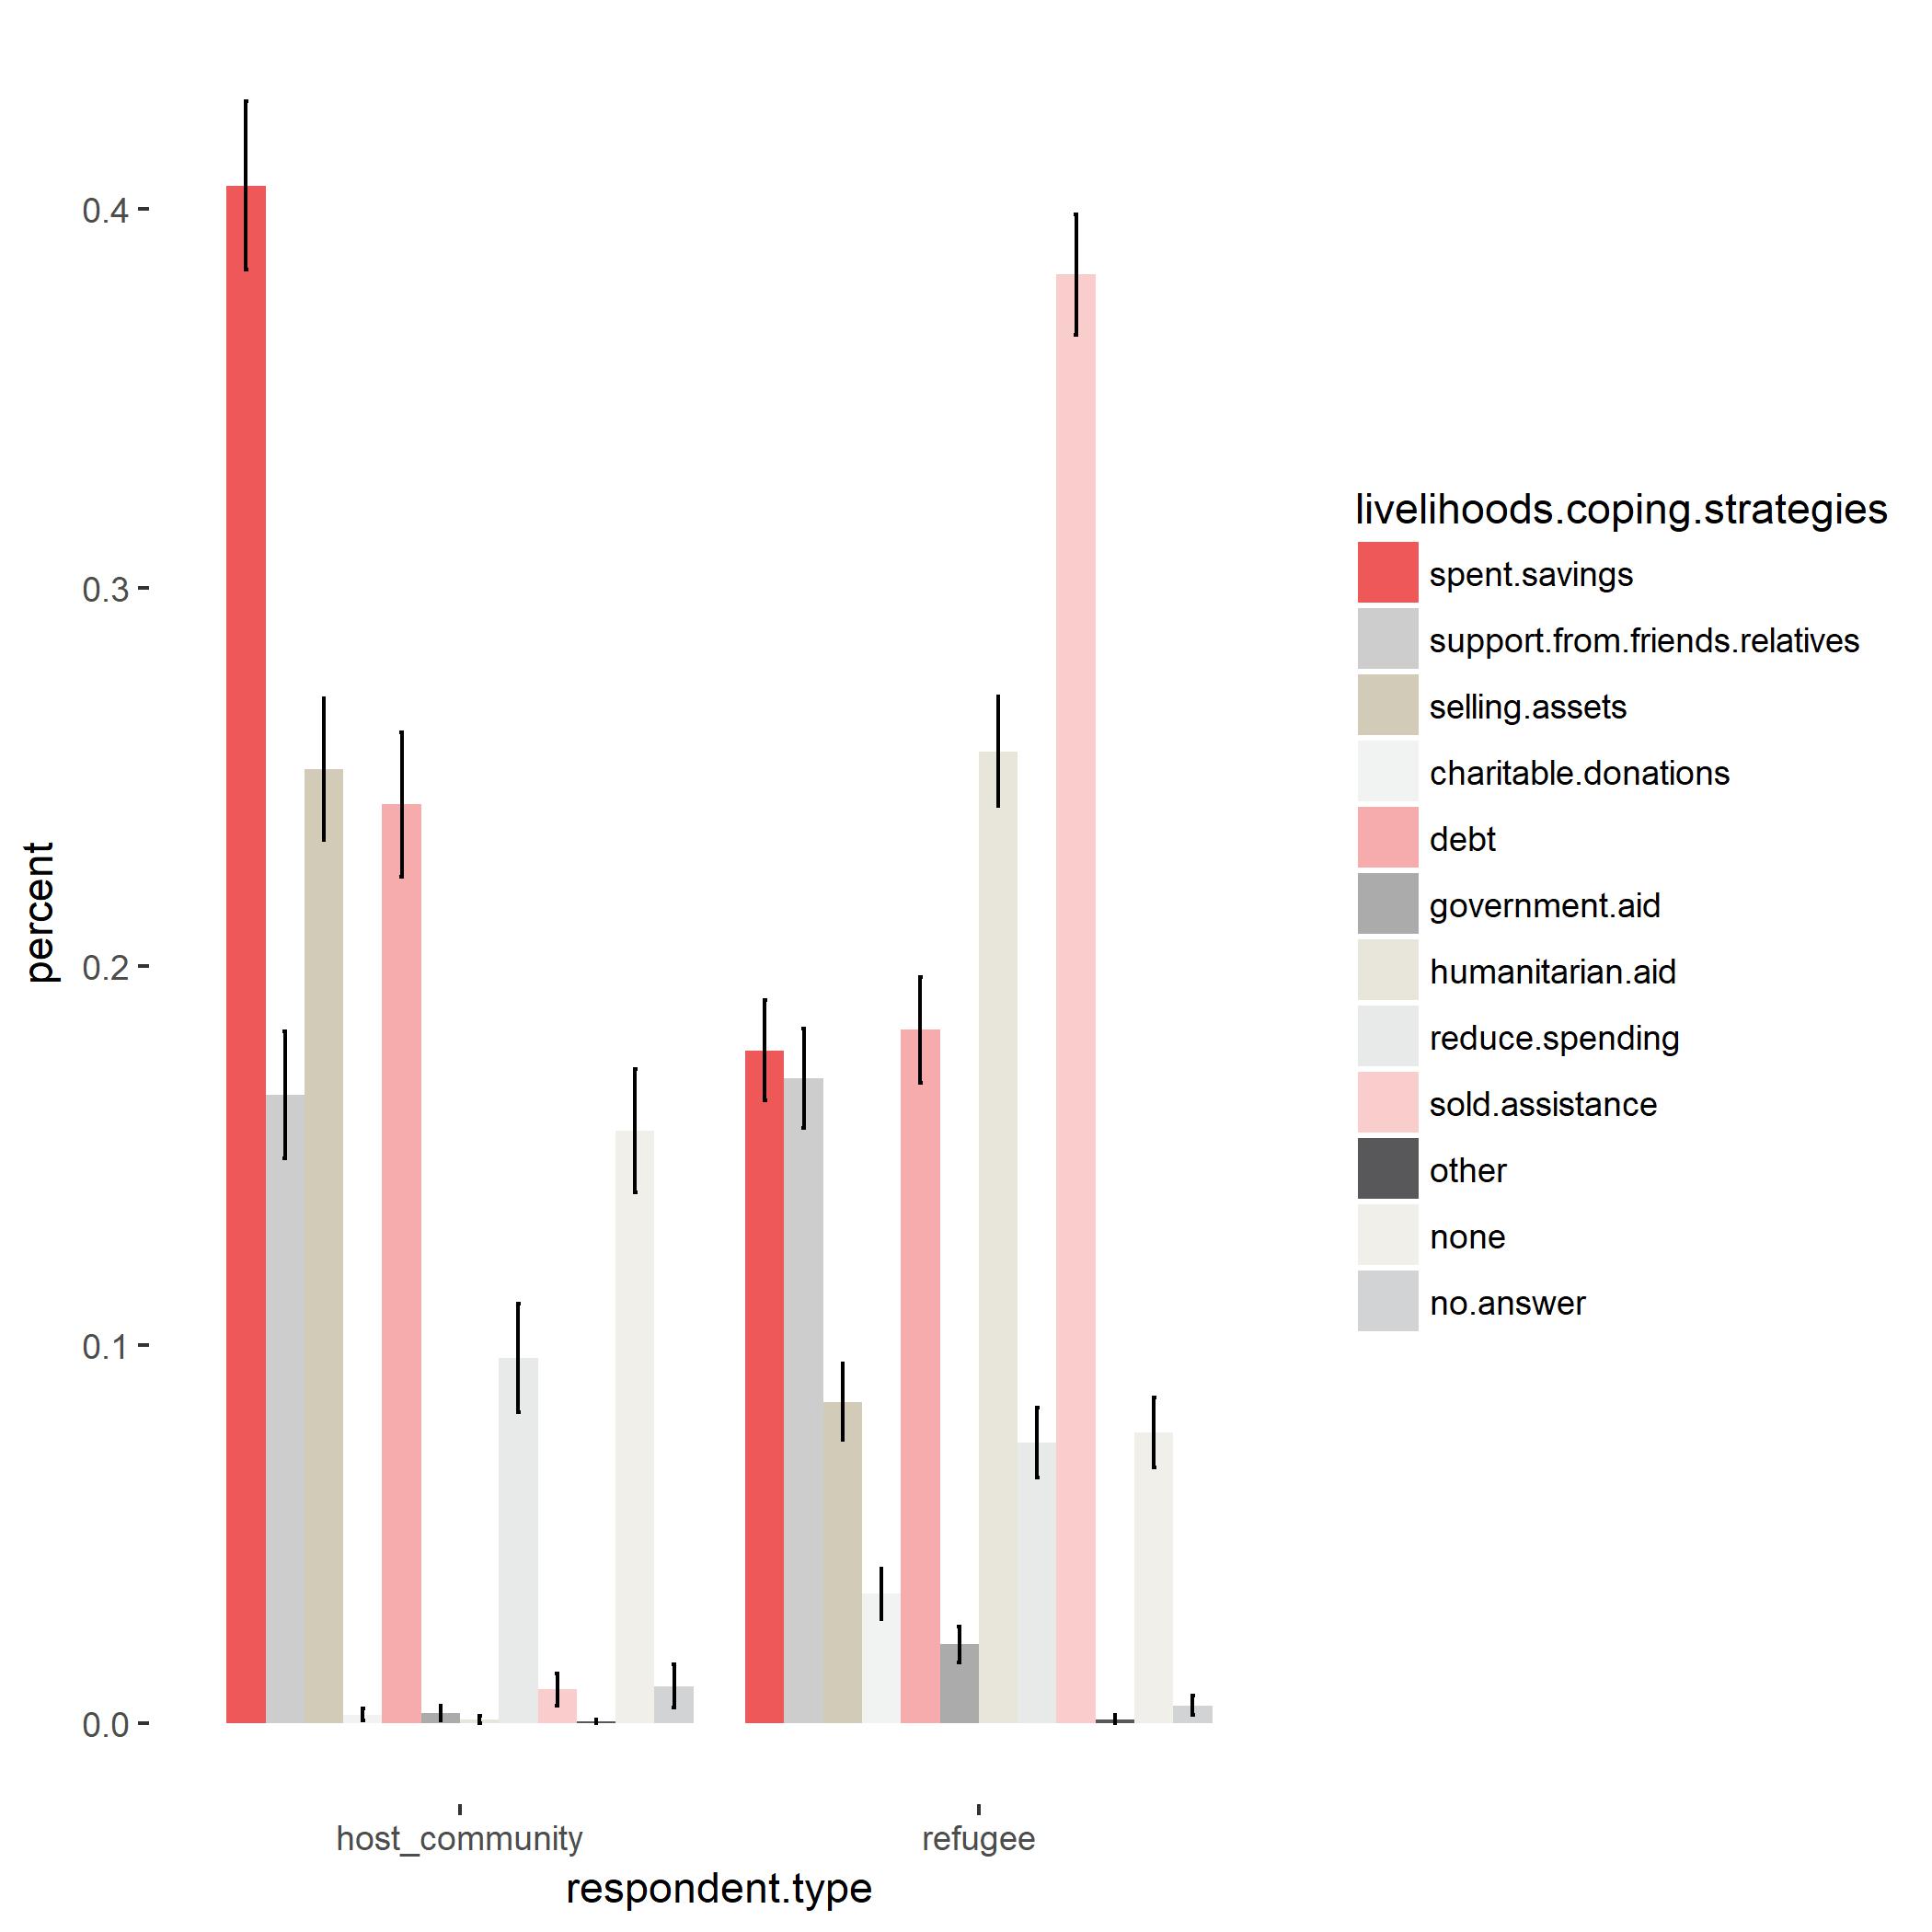 percent
0.4
0.3
0.2
0.1
0.0
host_community
refugee
respondent.type
livelihoods.coping.strategies
spent.savings
support.from.friends.relatives
selling.assets
charitable.donations
debt
government.aid
humanitarian.aid
reduce.spending
sold.assistance
other
none
no.answer